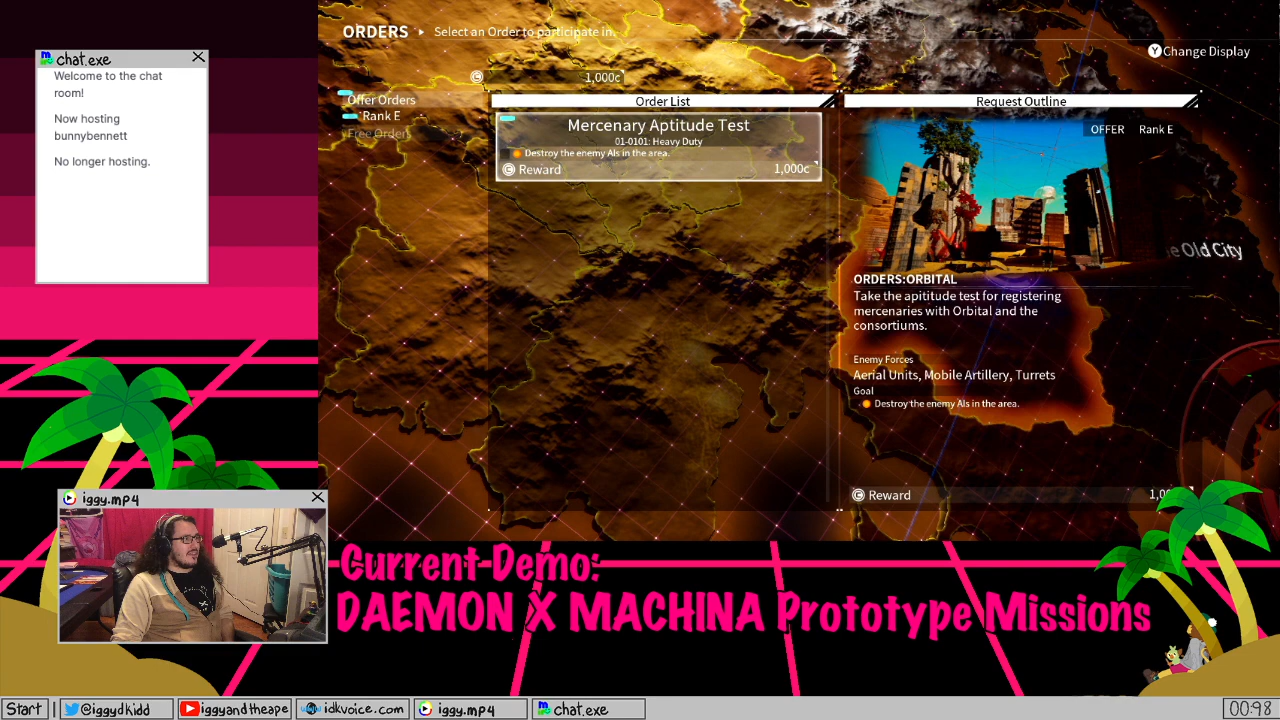 chat.exe
Welcome to the chat
room!
Now hosting
bunnybennett
No longer hosting.
ORDERS ▸ Select an Order to participate in.
Y Change Display
C 1,000c
Offer Orders
Rank E
Free Orders
Order List
Mercenary Aptitude Test
01-0101: Heavy Duty
Destroy the enemy AIs in the area.
C Reward 1,000c
Request Outline
OFFER Rank E
Old City
ORDERS:ORBITAL
Take the apititude test for registering
mercenaries with Orbital and the
consortiums.
Enemy Forces
Aerial Units, Mobile Artillery, Turrets
Goal
Destroy the enemy AIs in the area.
C Reward
iggy.mp4
Current Demo:
DAEMON X MACHINA Prototype Missions
Start | @iggydkidd iggyandtheape idkvoice.com iggy.mp4 chat.exe 00:98